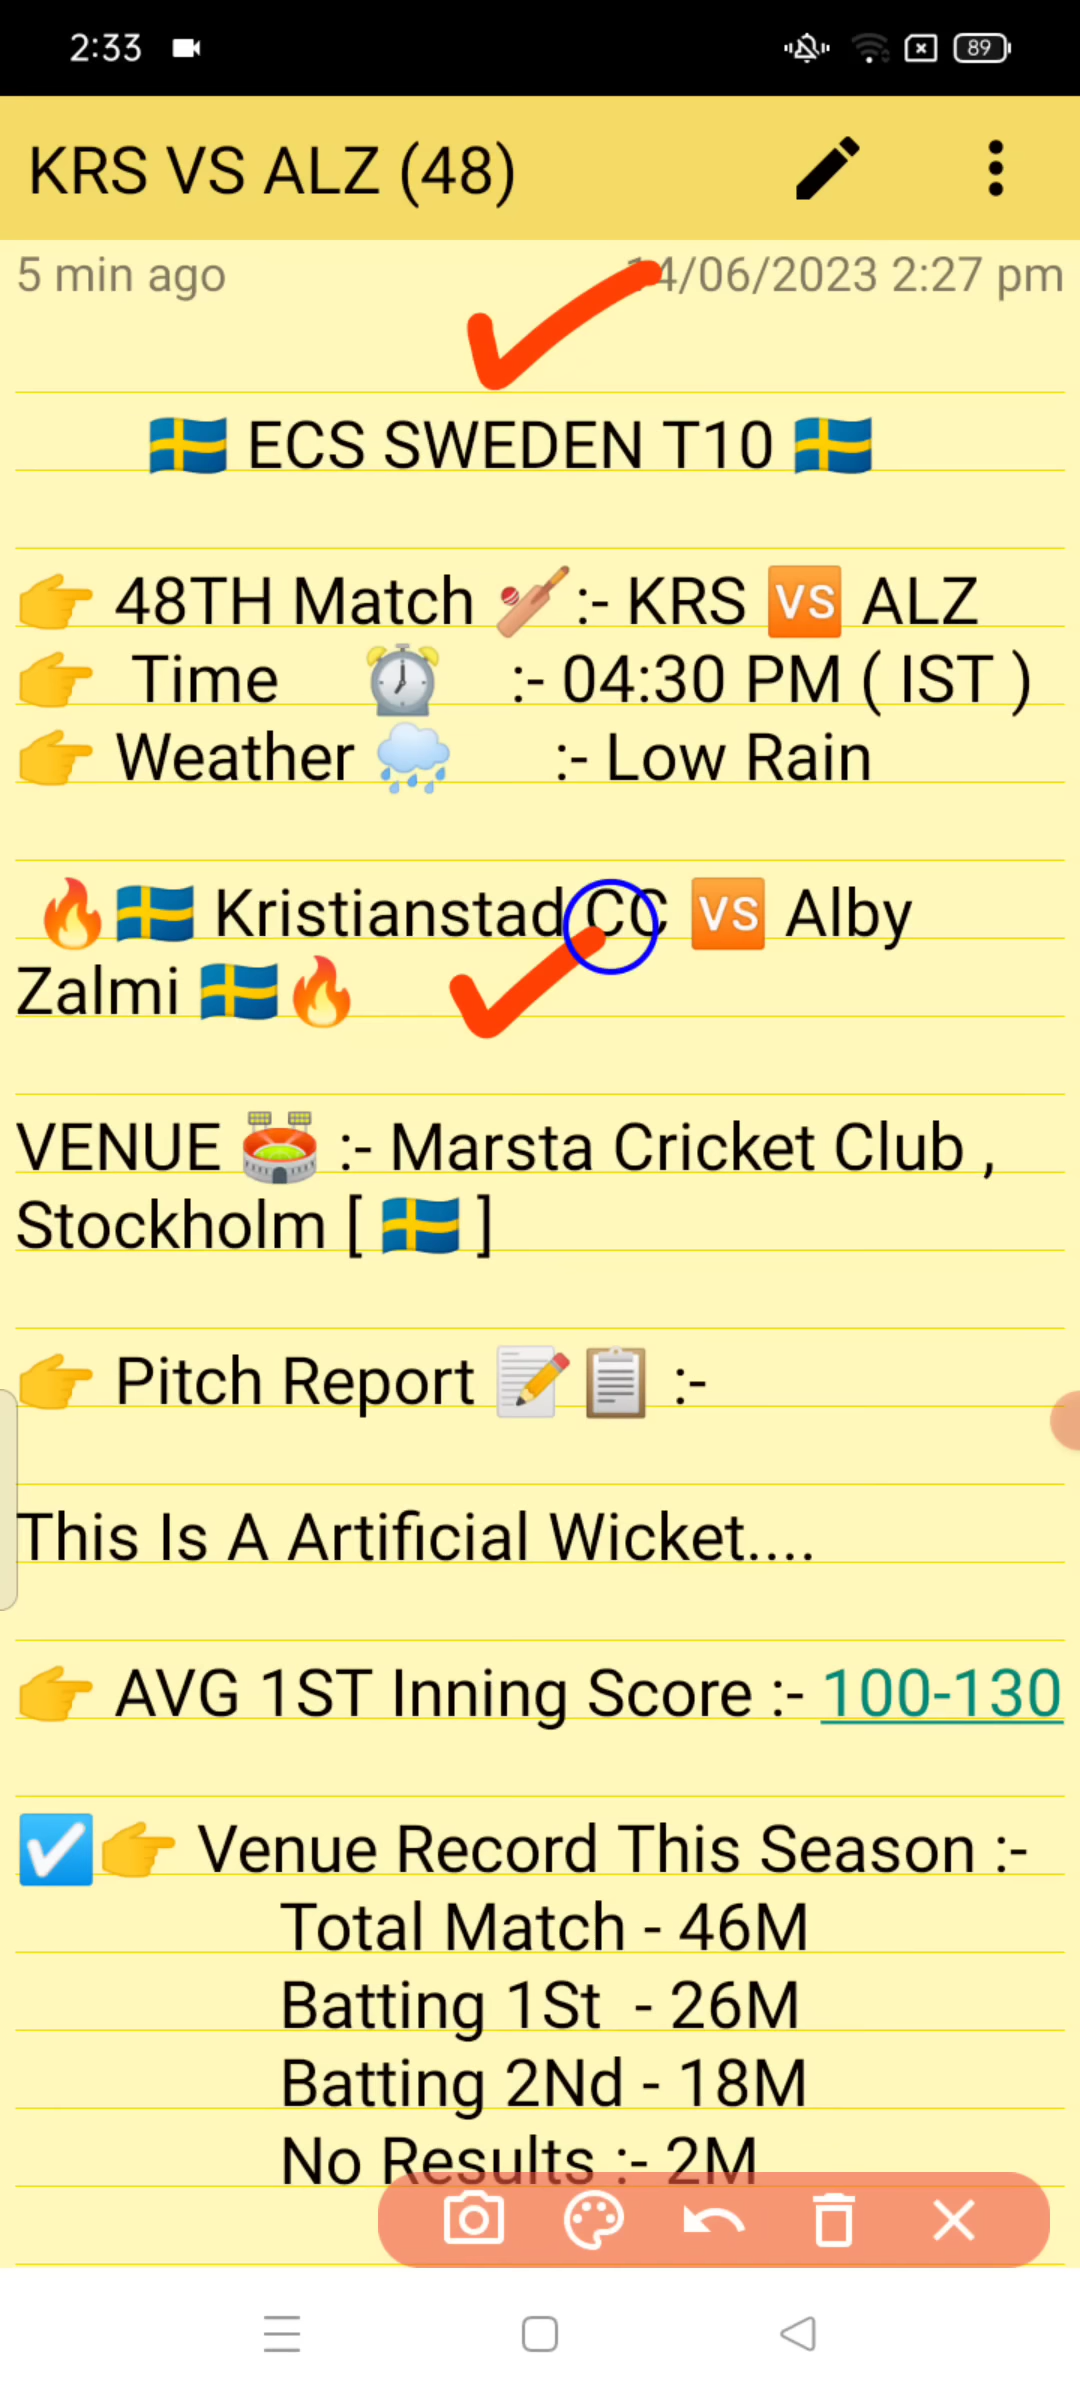 2:33
89
KRS VS ALZ (48)
5 min ago 14/06/2023 2:27 pm
🇸🇪 ECS SWEDEN T10 🇸🇪
👉 48TH Match 🏏:- KRS 🆚 ALZ
👉 Time ⏰ :- 04:30 PM ( IST )
👉 Weather 🌧️ :- Low Rain
🔥🇸🇪 Kristianstad CC 🆚 Alby
Zalmi 🇸🇪🔥
VENUE 🏟️ :- Marsta Cricket Club ,
Stockholm [ 🇸🇪 ]
👉 Pitch Report 📝📋 :-
This Is A Artificial Wicket....
👉 AVG 1ST Inning Score :- 100-130
☑️👉 Venue Record This Season :-
Total Match - 46M
Batting 1St - 26M
Batting 2Nd - 18M
No Results :- 2M